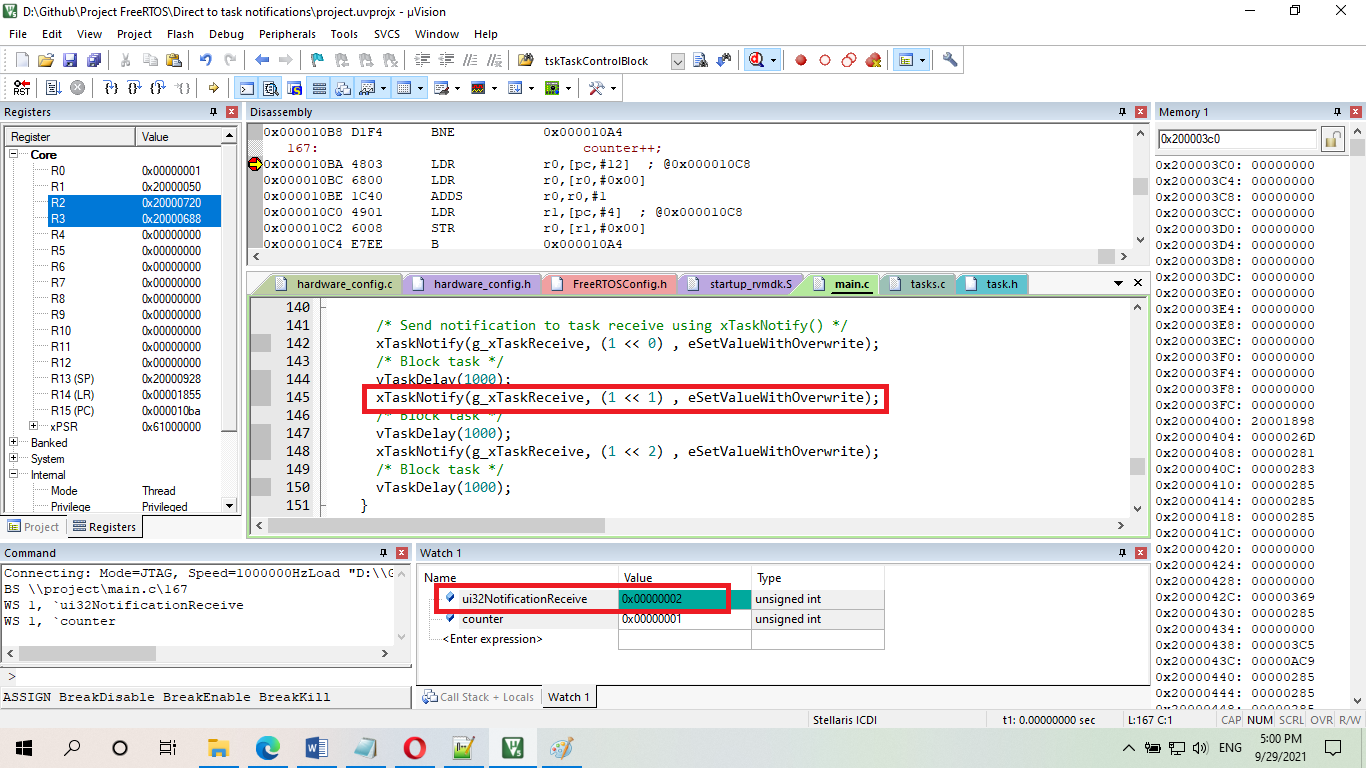 D:\Github\Project FreeRTOS\Direct to task notifications\project.uvprojx - µVision
File Edit View Project Flash Debug Peripherals Tools SVCS Window Help
tskTaskControlBlock
RST
Registers
Register Value
Core
R0 0x00000001
R1 0x20000050
R2 0x20000720
R3 0x20000688
R4 0x00000000
R5 0x00000000
R6 0x00000000
R7 0x00000000
R8 0x00000000
R9 0x00000000
R10 0x00000000
R11 0x00000000
R12 0x00000000
R13 (SP) 0x20000928
R14 (LR) 0x00001855
R15 (PC) 0x000010ba
xPSR 0x61000000
Banked
System
Internal
Mode Thread
Privilege Privileged
Project Registers
Disassembly
0x000010B8 D1F4 BNE 0x000010A4
167: counter++;
0x000010BA 4803 LDR r0,[pc,#12] ; @0x000010C8
0x000010BC 6800 LDR r0,[r0,#0x00]
0x000010BE 1C40 ADDS r0,r0,#1
0x000010C0 4901 LDR r1,[pc,#4] ; @0x000010C8
0x000010C2 6008 STR r0,[r1,#0x00]
0x000010C4 E7EE B 0x000010A4
hardware_config.c hardware_config.h FreeRTOSConfig.h startup_rvmdk.S main.c tasks.c task.h
140
141 /* Send notification to task receive using xTaskNotify() */
142 xTaskNotify(g_xTaskReceive, (1 << 0) , eSetValueWithOverwrite);
143 /* Block task */
144 vTaskDelay(1000);
145 xTaskNotify(g_xTaskReceive, (1 << 1) , eSetValueWithOverwrite);
146 /* Block task */
147 vTaskDelay(1000);
148 xTaskNotify(g_xTaskReceive, (1 << 2) , eSetValueWithOverwrite);
149 /* Block task */
150 vTaskDelay(1000);
151 }
Memory 1
0x200003c0
0x200003C0: 00000000
0x200003C4: 00000000
0x200003C8: 00000000
0x200003CC: 00000000
0x200003D0: 00000000
0x200003D4: 00000000
0x200003D8: 00000000
0x200003DC: 00000000
0x200003E0: 00000000
0x200003E4: 00000000
0x200003E8: 00000000
0x200003EC: 00000000
0x200003F0: 00000000
0x200003F4: 00000000
0x200003F8: 00000000
0x200003FC: 00000000
0x20000400: 20001898
0x20000404: 0000026D
0x20000408: 00000281
0x2000040C: 00000283
0x20000410: 00000285
0x20000414: 00000285
0x20000418: 00000285
0x2000041C: 00000000
0x20000420: 00000000
0x20000424: 00000000
0x20000428: 00000000
0x2000042C: 00000369
0x20000430: 00000285
0x20000434: 00000000
0x20000438: 000003C5
0x2000043C: 00000AC9
0x20000440: 00000285
0x20000444: 00000285
0x20000448: 00000285
Command
Connecting: Mode=JTAG, Speed=1000000HzLoad "D:\\G
BS \\project\main.c\167
WS 1, `ui32NotificationReceive
WS 1, `counter
>
ASSIGN BreakDisable BreakEnable BreakKill
Watch 1
Name Value Type
ui32NotificationReceive 0x00000002 unsigned int
counter 0x00000001 unsigned int
<Enter expression>
Call Stack + Locals Watch 1
Stellaris ICDI t1: 0.00000000 sec L:167 C:1 CAP NUM SCRL OVR R/W
ENG
5:00 PM
9/29/2021